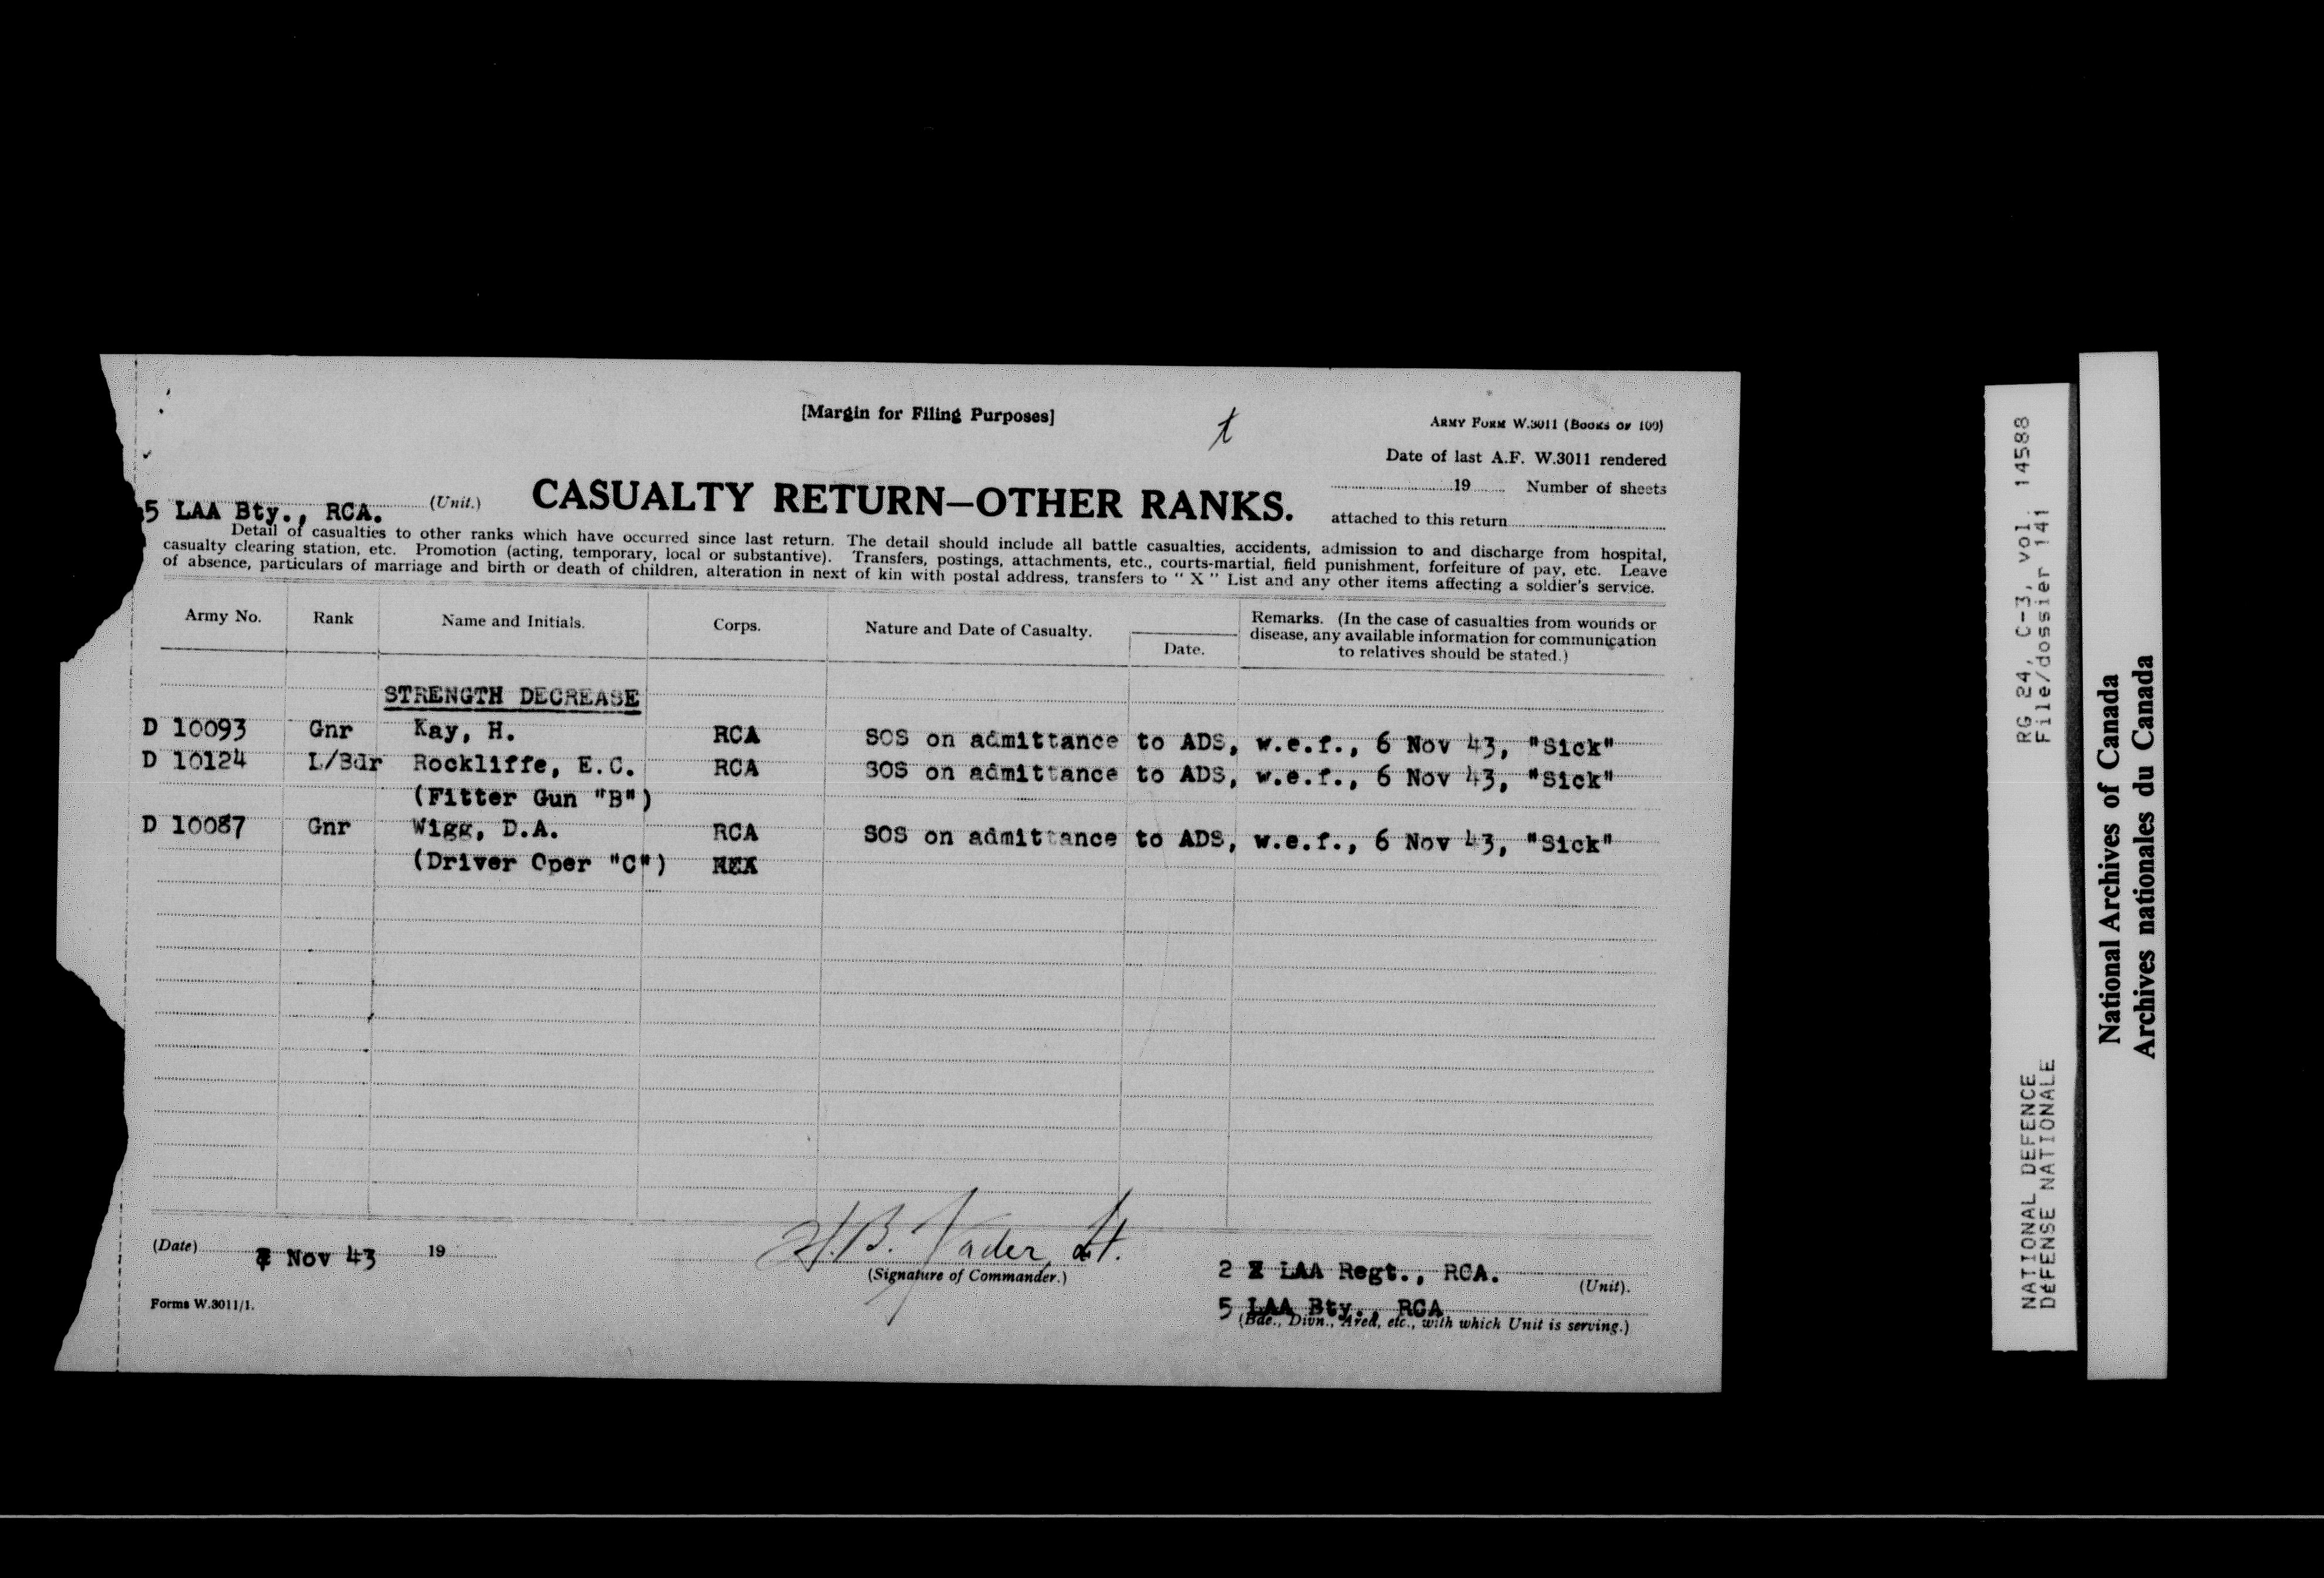 [Margin for Filing Purposes]
t
ARMY FORM W.3011 (BOOKS OF 100)
Date of last A.F. W.3011 rendered
19 Number of sheets
attached to this return
5 LAA Bty., RCA. (Unit.)
CASUALTY RETURN—OTHER RANKS.
Detail of casualties to other ranks which have occurred since last return. The detail should include all battle casualties, accidents, admission to and discharge from hospital,
casualty clearing station, etc. Promotion (acting, temporary, local or substantive). Transfers, postings, attachments, etc., courts-martial, field punishment, forfeiture of pay, etc. Leave
of absence, particulars of marriage and birth or death of children, alteration in next of kin with postal address, transfers to "X" List and any other items affecting a soldier's service.
Army No. Rank Name and Initials. Corps. Nature and Date of Casualty. Date. Remarks. (In the case of casualties from wounds or
disease, any available information for communication
to relatives should be stated.)
STRENGTH DECREASE
D 10093 Gnr Kay, H. RCA SOS on admittance to ADS, w.e.f., 6 Nov 43, "Sick"
D 10124 L/Bdr Rockliffe, E.C. RCA SOS on admittance to ADS, w.e.f., 6 Nov 43, "Sick"
(Fitter Gun "B")
D 10087 Gnr Wigg, D.A. RCA SOS on admittance to ADS, w.e.f., 6 Nov 43, "Sick"
(Driver Oper "C")
(Date) Nov 43 19
H.B. Lt.
(Signature of Commander.)
2 LAA Regt., RCA. (Unit).
5 LAA Bty., RCA
(Bde., Divn., Area, etc., with which Unit is serving.)
Forms W.3011/1.
RG 24, C-3, vol. 14588
File/dossier 141
NATIONAL DEFENCE
DÉFENSE NATIONALE
National Archives of Canada
Archives nationales du Canada